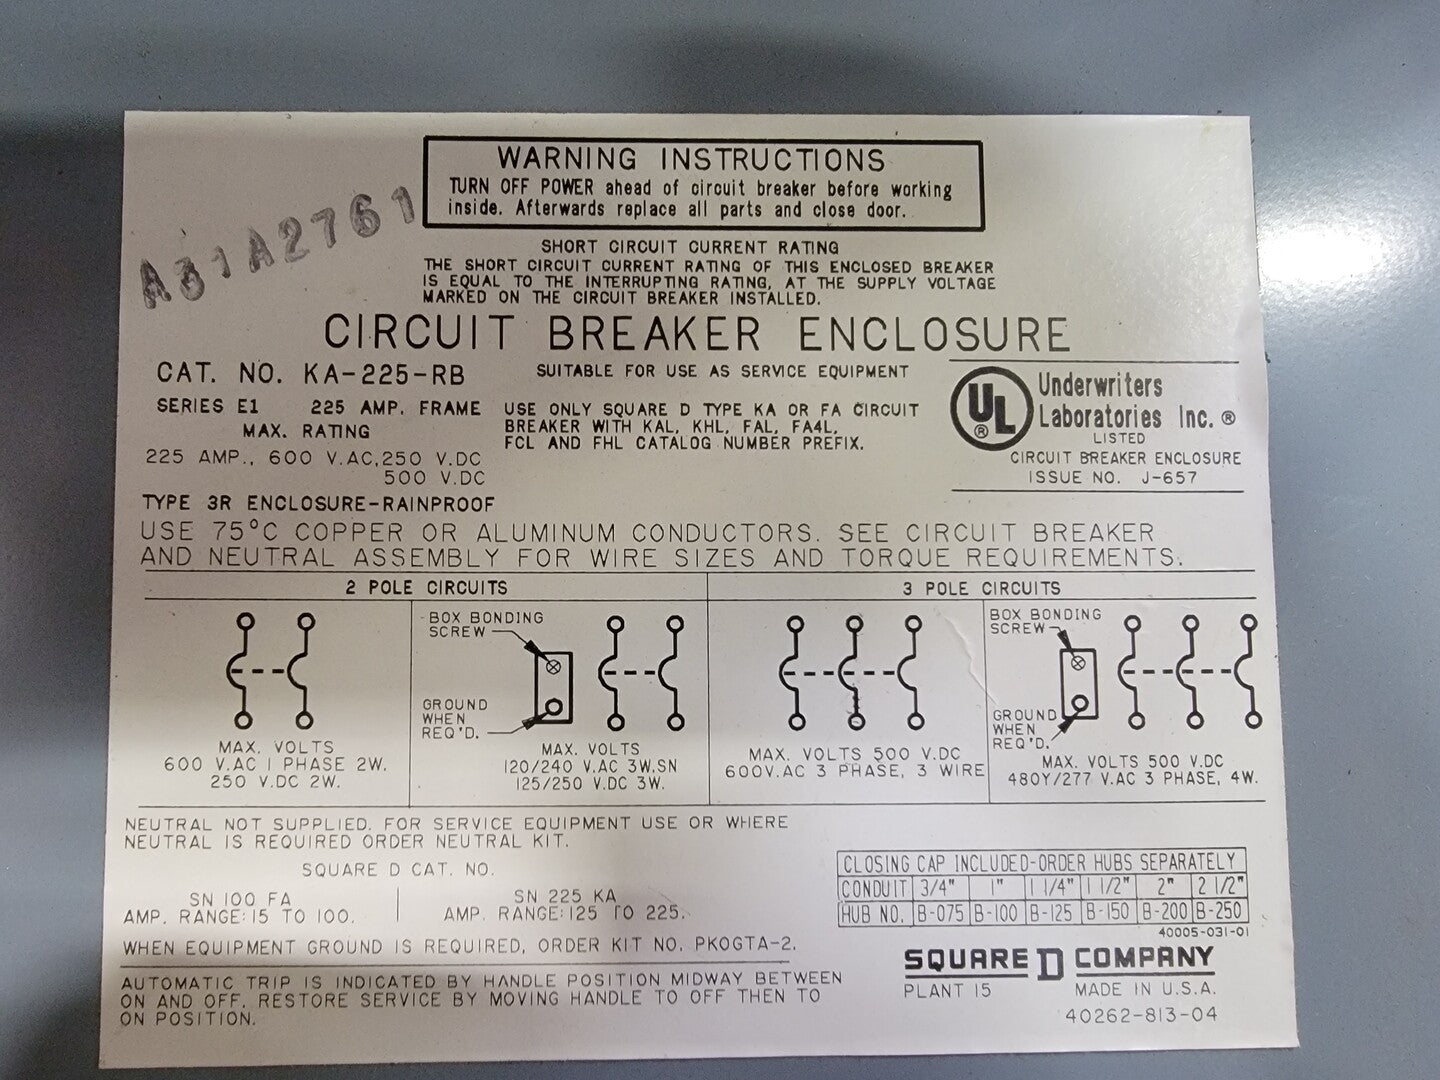 WARNING INSTRUCTIONS
TURN OFF POWER ahead of circuit breaker before working
inside. Afterwards replace all parts and close door.
A31A2761
SHORT CIRCUIT CURRENT RATING
THE SHORT CIRCUIT CURRENT RATING OF THIS ENCLOSED BREAKER
IS EQUAL TO THE INTERRUPTING RATING, AT THE SUPPLY VOLTAGE
MARKED ON THE CIRCUIT BREAKER INSTALLED.
CIRCUIT BREAKER ENCLOSURE
CAT. NO. KA-225-RB
SERIES E1 225 AMP. FRAME
MAX. RATING
225 AMP., 600 V.AC, 250 V.DC
500 V.DC
SUITABLE FOR USE AS SERVICE EQUIPMENT
USE ONLY SQUARE D TYPE KA OR FA CIRCUIT
BREAKER WITH KAL, KHL, FAL, FA4L,
FCL AND FHL CATALOG NUMBER PREFIX.
UL ®
Underwriters
Laboratories Inc.®
LISTED
CIRCUIT BREAKER ENCLOSURE
ISSUE NO. J-657
TYPE 3R ENCLOSURE-RAINPROOF
USE 75°C COPPER OR ALUMINUM CONDUCTORS. SEE CIRCUIT BREAKER
AND NEUTRAL ASSEMBLY FOR WIRE SIZES AND TORQUE REQUIREMENTS.
2 POLE CIRCUITS
3 POLE CIRCUITS
MAX. VOLTS
600 V.AC 1 PHASE 2W.
250 V.DC 2W.
BOX BONDING
SCREW
GROUND
WHEN
REQ'D.
MAX. VOLTS
120/240 V.AC 3W.SN
125/250 V.DC 3W.
MAX. VOLTS 500 V.DC
600V.AC 3 PHASE, 3 WIRE
BOX BONDING
SCREW
GROUND
WHEN
REQ'D.
MAX. VOLTS 500 V.DC
480Y/277 V.AC 3 PHASE, 4W.
NEUTRAL NOT SUPPLIED. FOR SERVICE EQUIPMENT USE OR WHERE
NEUTRAL IS REQUIRED ORDER NEUTRAL KIT.
SQUARE D CAT. NO.
SN 100 FA
AMP. RANGE: 15 TO 100.
SN 225 KA
AMP. RANGE: 125 TO 225.
WHEN EQUIPMENT GROUND IS REQUIRED, ORDER KIT NO. PKOGTA-2.
AUTOMATIC TRIP IS INDICATED BY HANDLE POSITION MIDWAY BETWEEN
ON AND OFF. RESTORE SERVICE BY MOVING HANDLE TO OFF THEN TO
ON POSITION.
CLOSING CAP INCLUDED-ORDER HUBS SEPARATELY
CONDUIT 3/4" 1" 1 1/4" 1 1/2" 2" 2 1/2"
HUB NO. B-075 B-100 B-125 B-150 B-200 B-250
40005-031-01
SQUARE D COMPANY
PLANT 15 MADE IN U.S.A.
40262-813-04